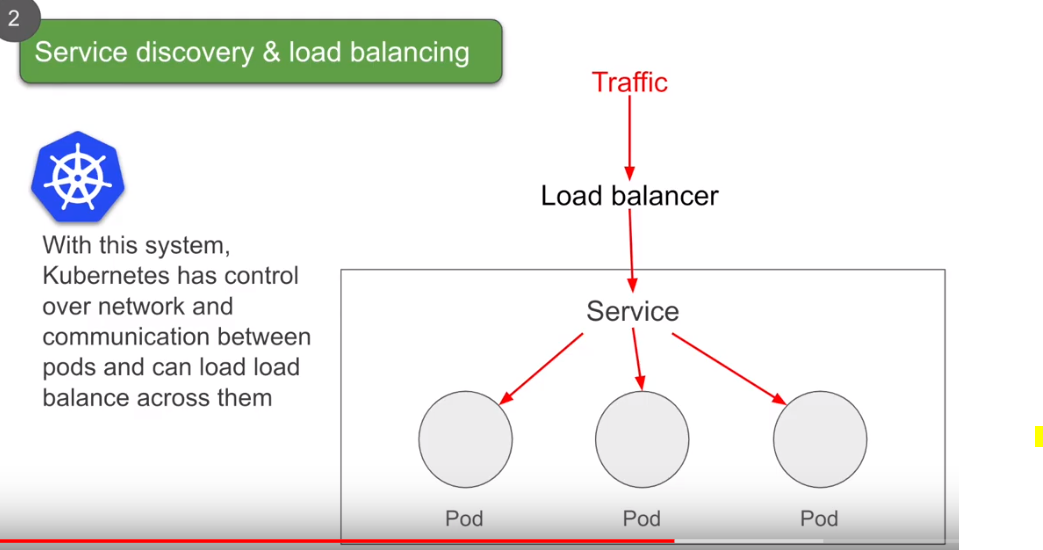 2
Service discovery & load balancing
Traffic
Load balancer
With this system,
Kubernetes has control
over network and
communication between
pods and can load load
balance across them
Service
Pod
Pod
Pod